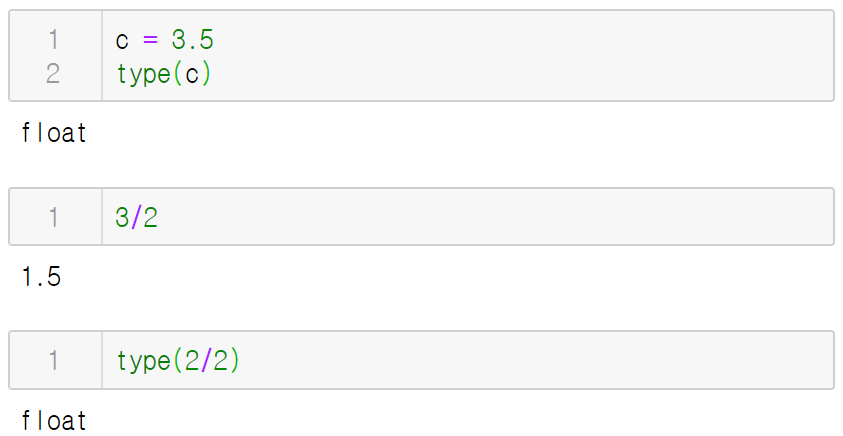 1 c = 3.5
2 type(c)
float
1 3/2
1.5
1 type(2/2)
float